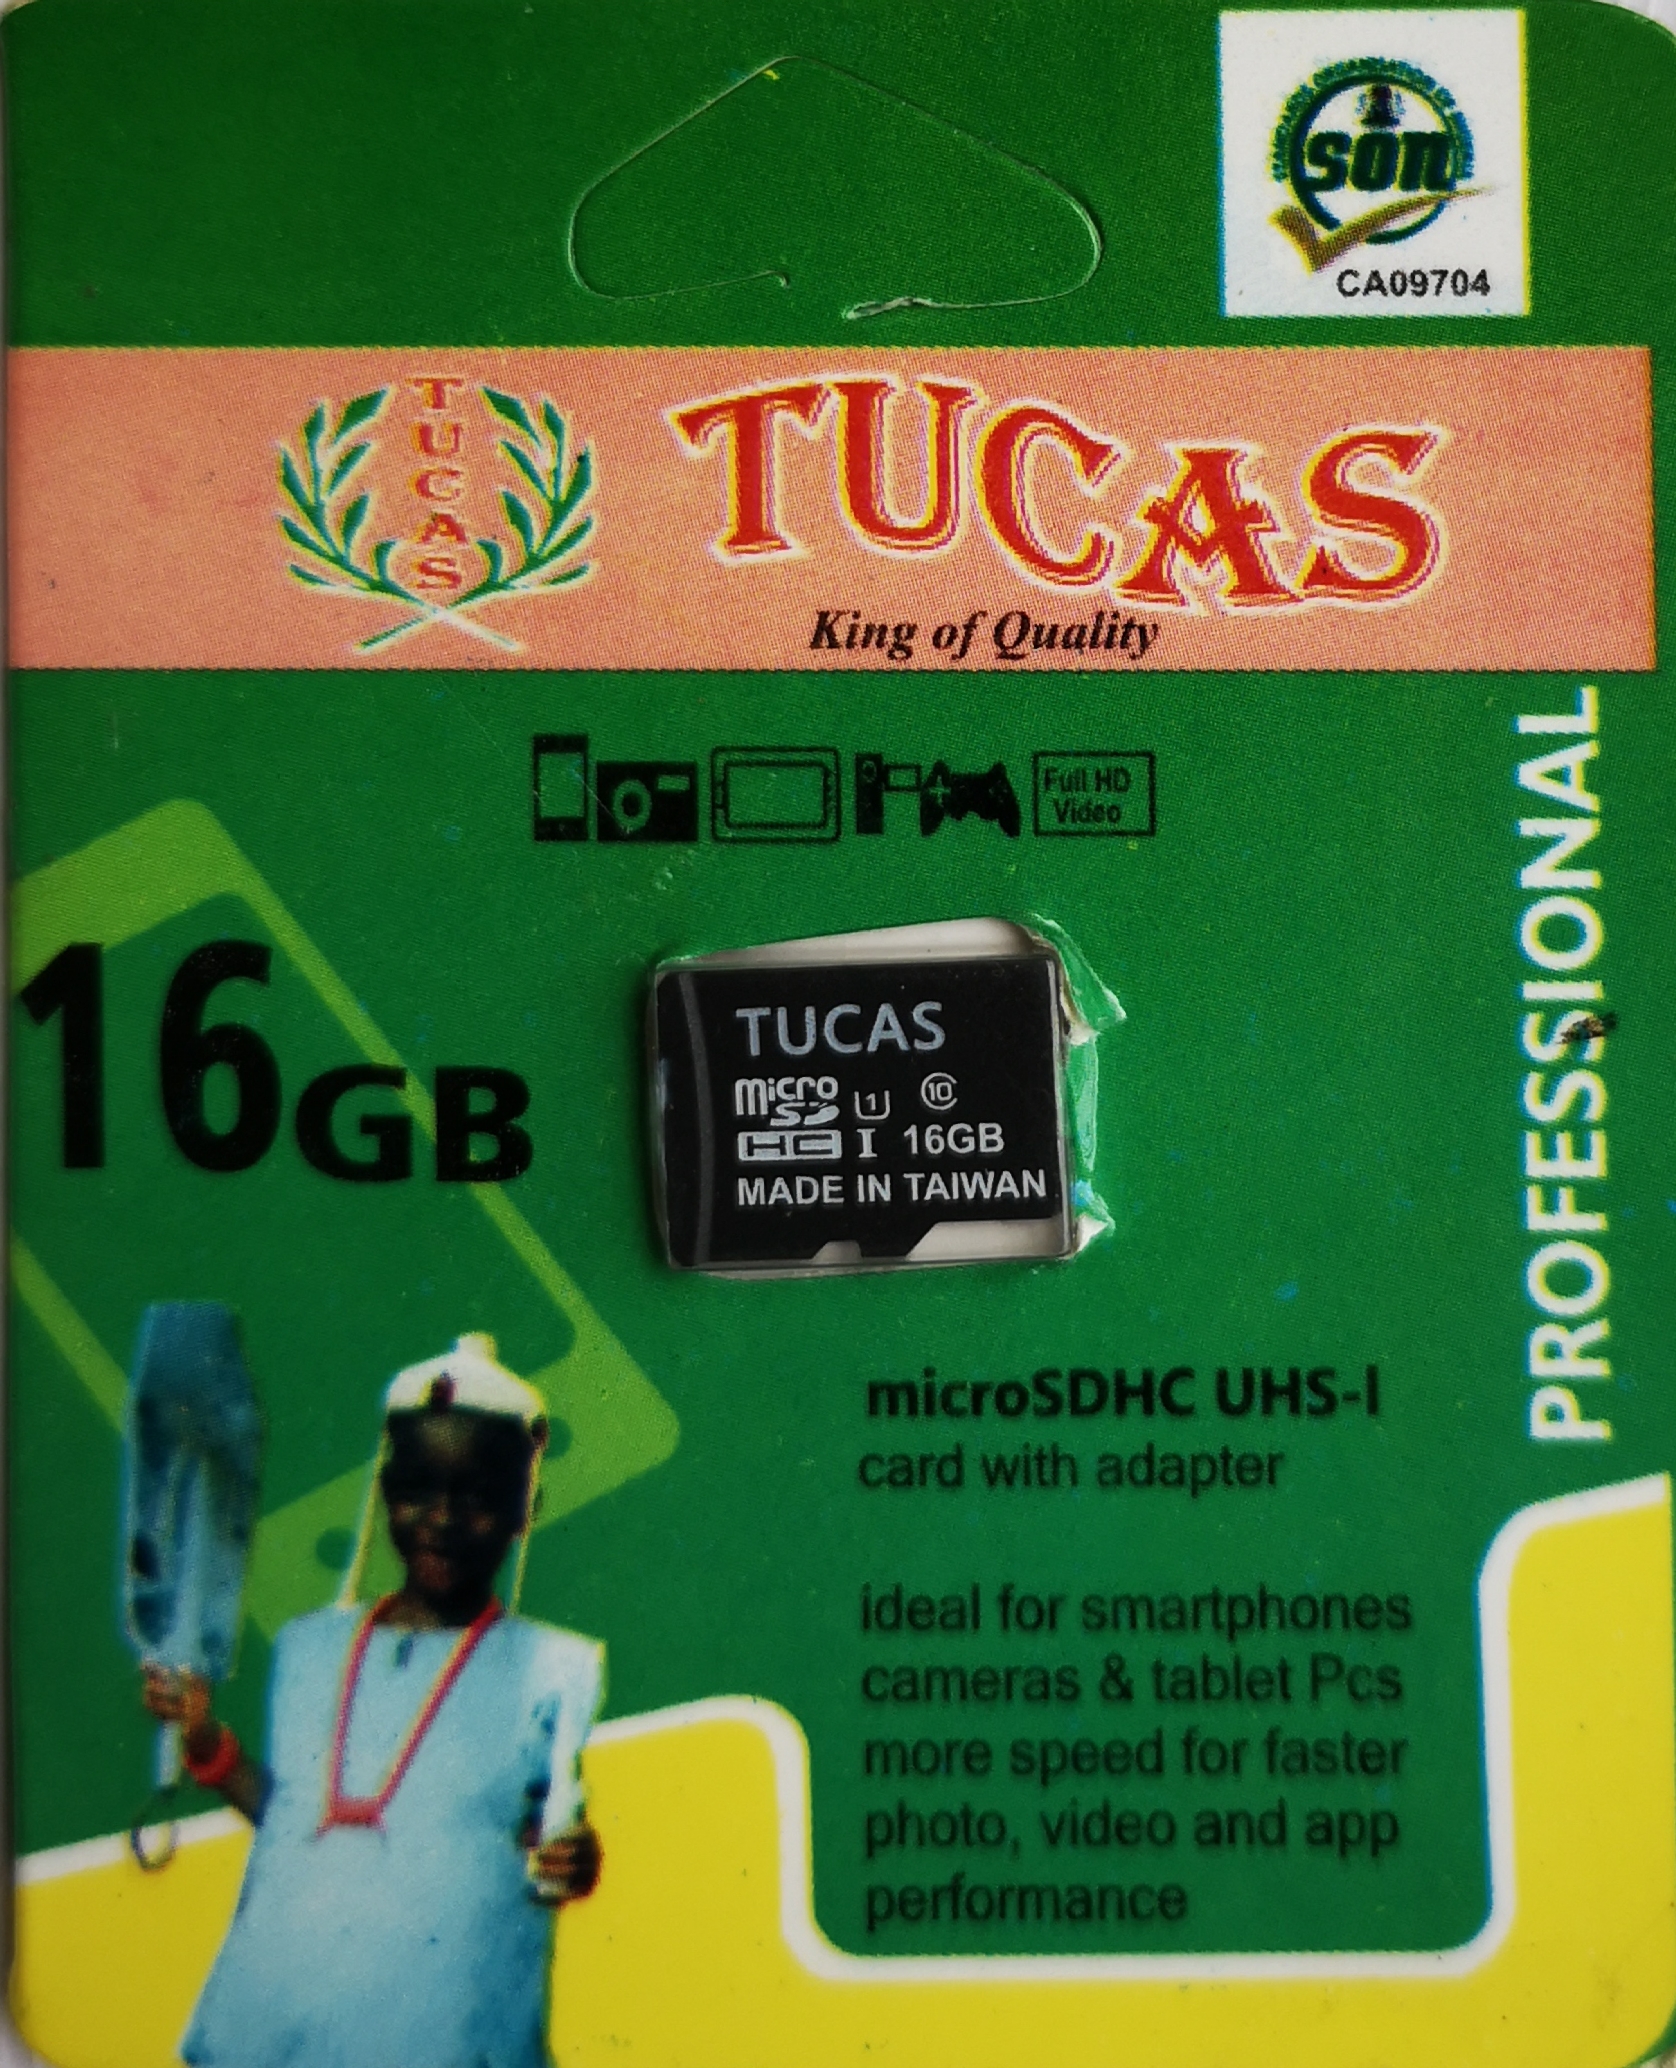 son
CA09704
T
U
C
A
S
TUCAS
King of Quality
Full HD
Video
PROFESSIONAL
16GB
TUCAS
micro
SD
HC I 16GB
1
10
MADE IN TAIWAN
microSDHC UHS-I
card with adapter
ideal for smartphones
cameras & tablet Pcs
more speed for faster
photo, video and app
performance